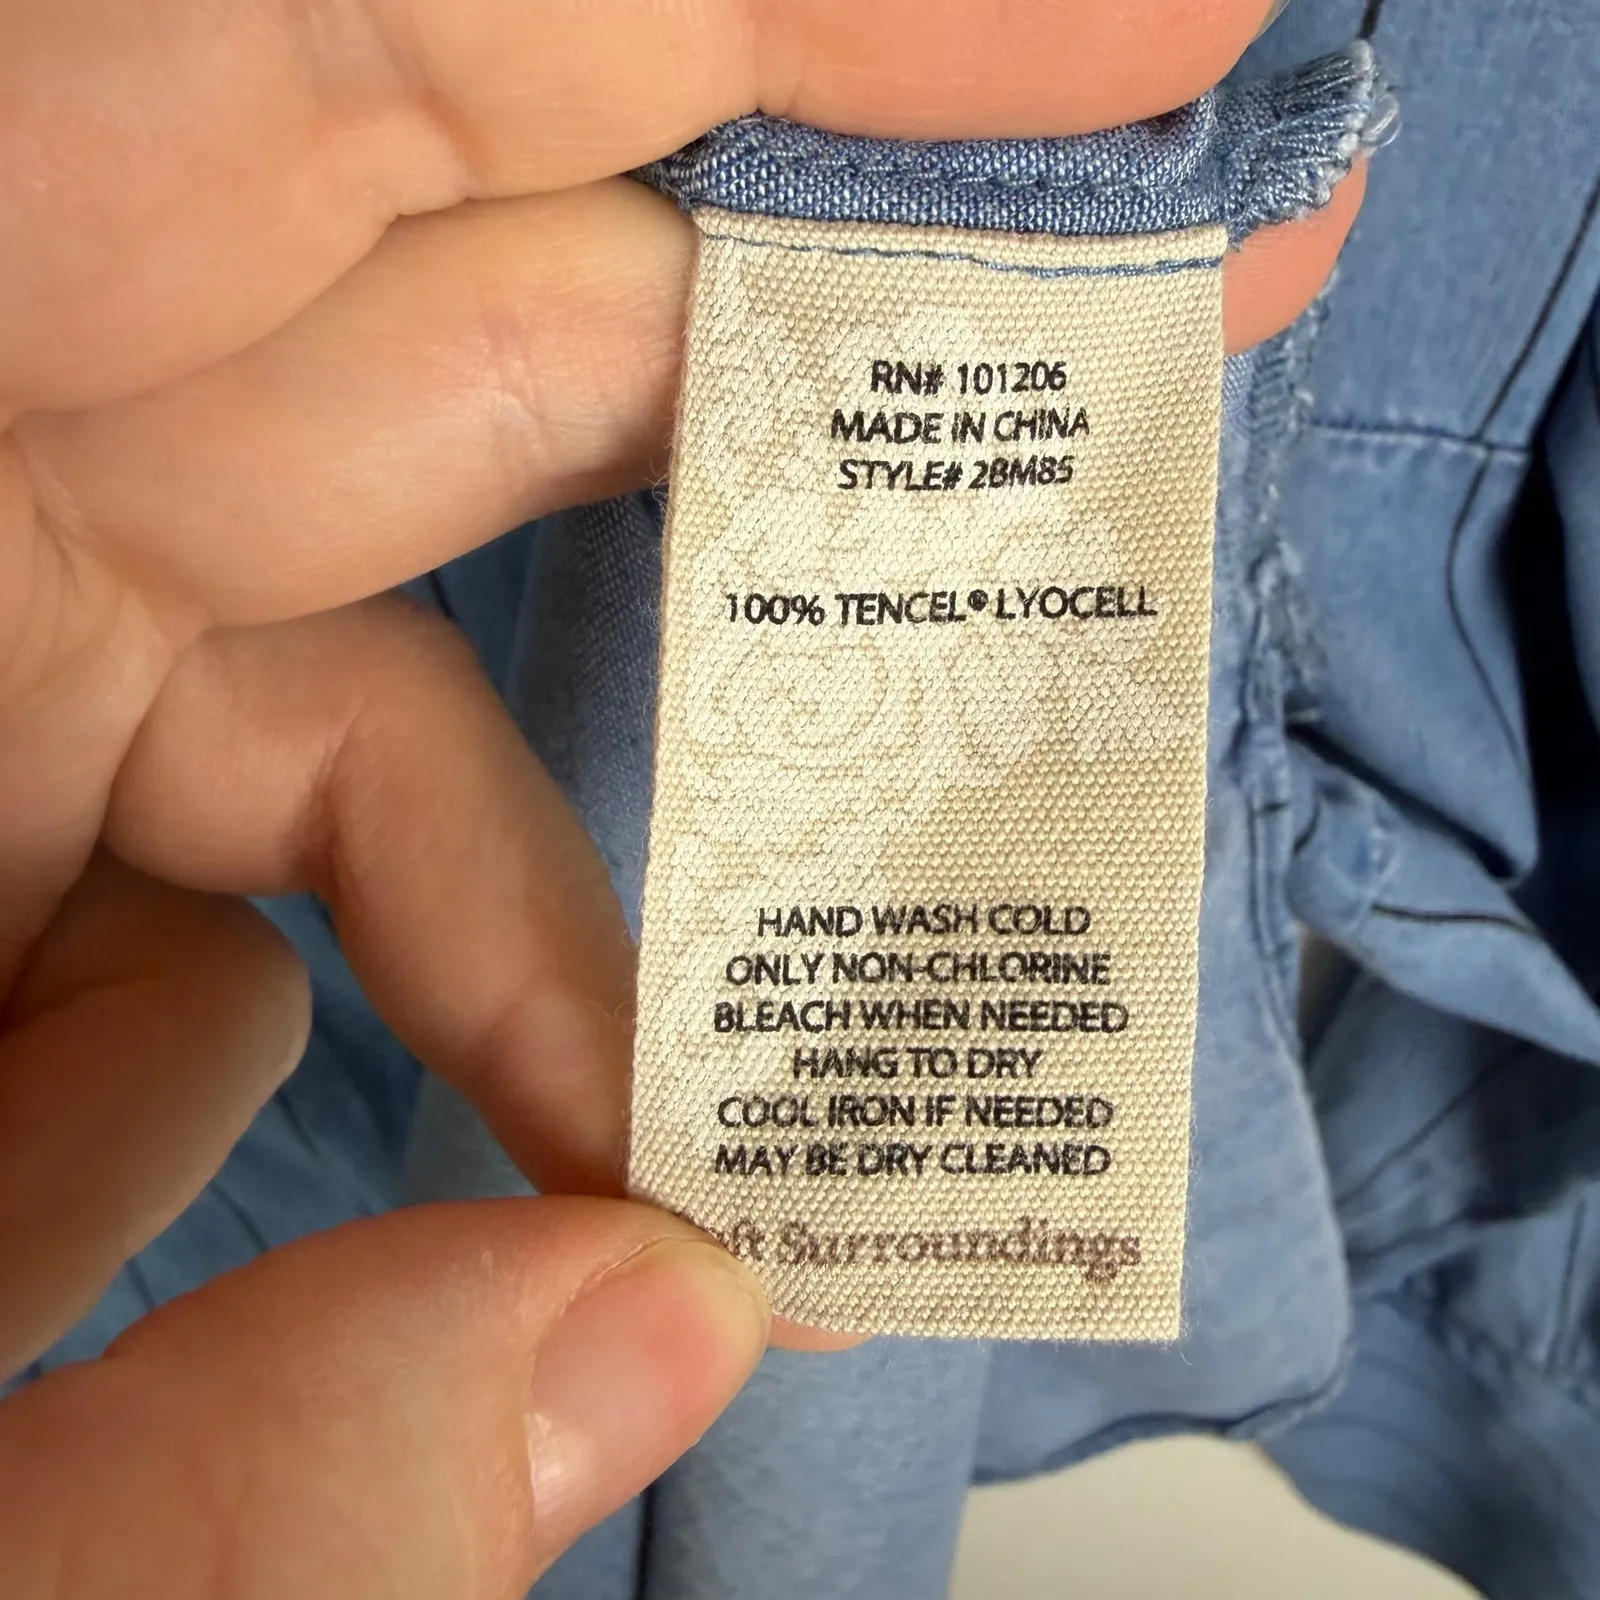 RN# 101206
MADE IN CHINA
STYLE# 2BM85
100% TENCEL® LYOCELL
HAND WASH COLD
ONLY NON-CHLORINE
BLEACH WHEN NEEDED
HANG TO DRY
COOL IRON IF NEEDED
MAY BE DRY CLEANED
Surroundings